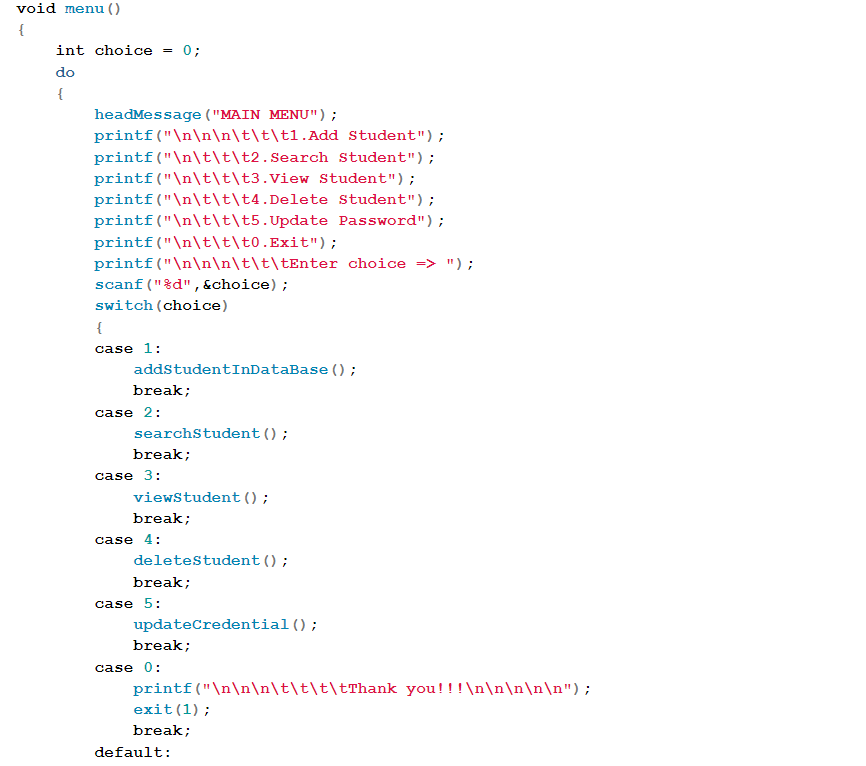 void menu()
{
    int choice = 0;
    do
    {
        headMessage("MAIN MENU");
        printf("\n\n\n\t\t\t1.Add Student");
        printf("\n\t\t\t2.Search Student");
        printf("\n\t\t\t3.View Student");
        printf("\n\t\t\t4.Delete Student");
        printf("\n\t\t\t5.Update Password");
        printf("\n\t\t\t0.Exit");
        printf("\n\n\n\t\t\tEnter choice => ");
        scanf("%d",&choice);
        switch(choice)
        {
        case 1:
            addStudentInDataBase();
            break;
        case 2:
            searchStudent();
            break;
        case 3:
            viewStudent();
            break;
        case 4:
            deleteStudent();
            break;
        case 5:
            updateCredential();
            break;
        case 0:
            printf("\n\n\n\t\t\t\tThank you!!!\n\n\n\n\n");
            exit(1);
            break;
        default: